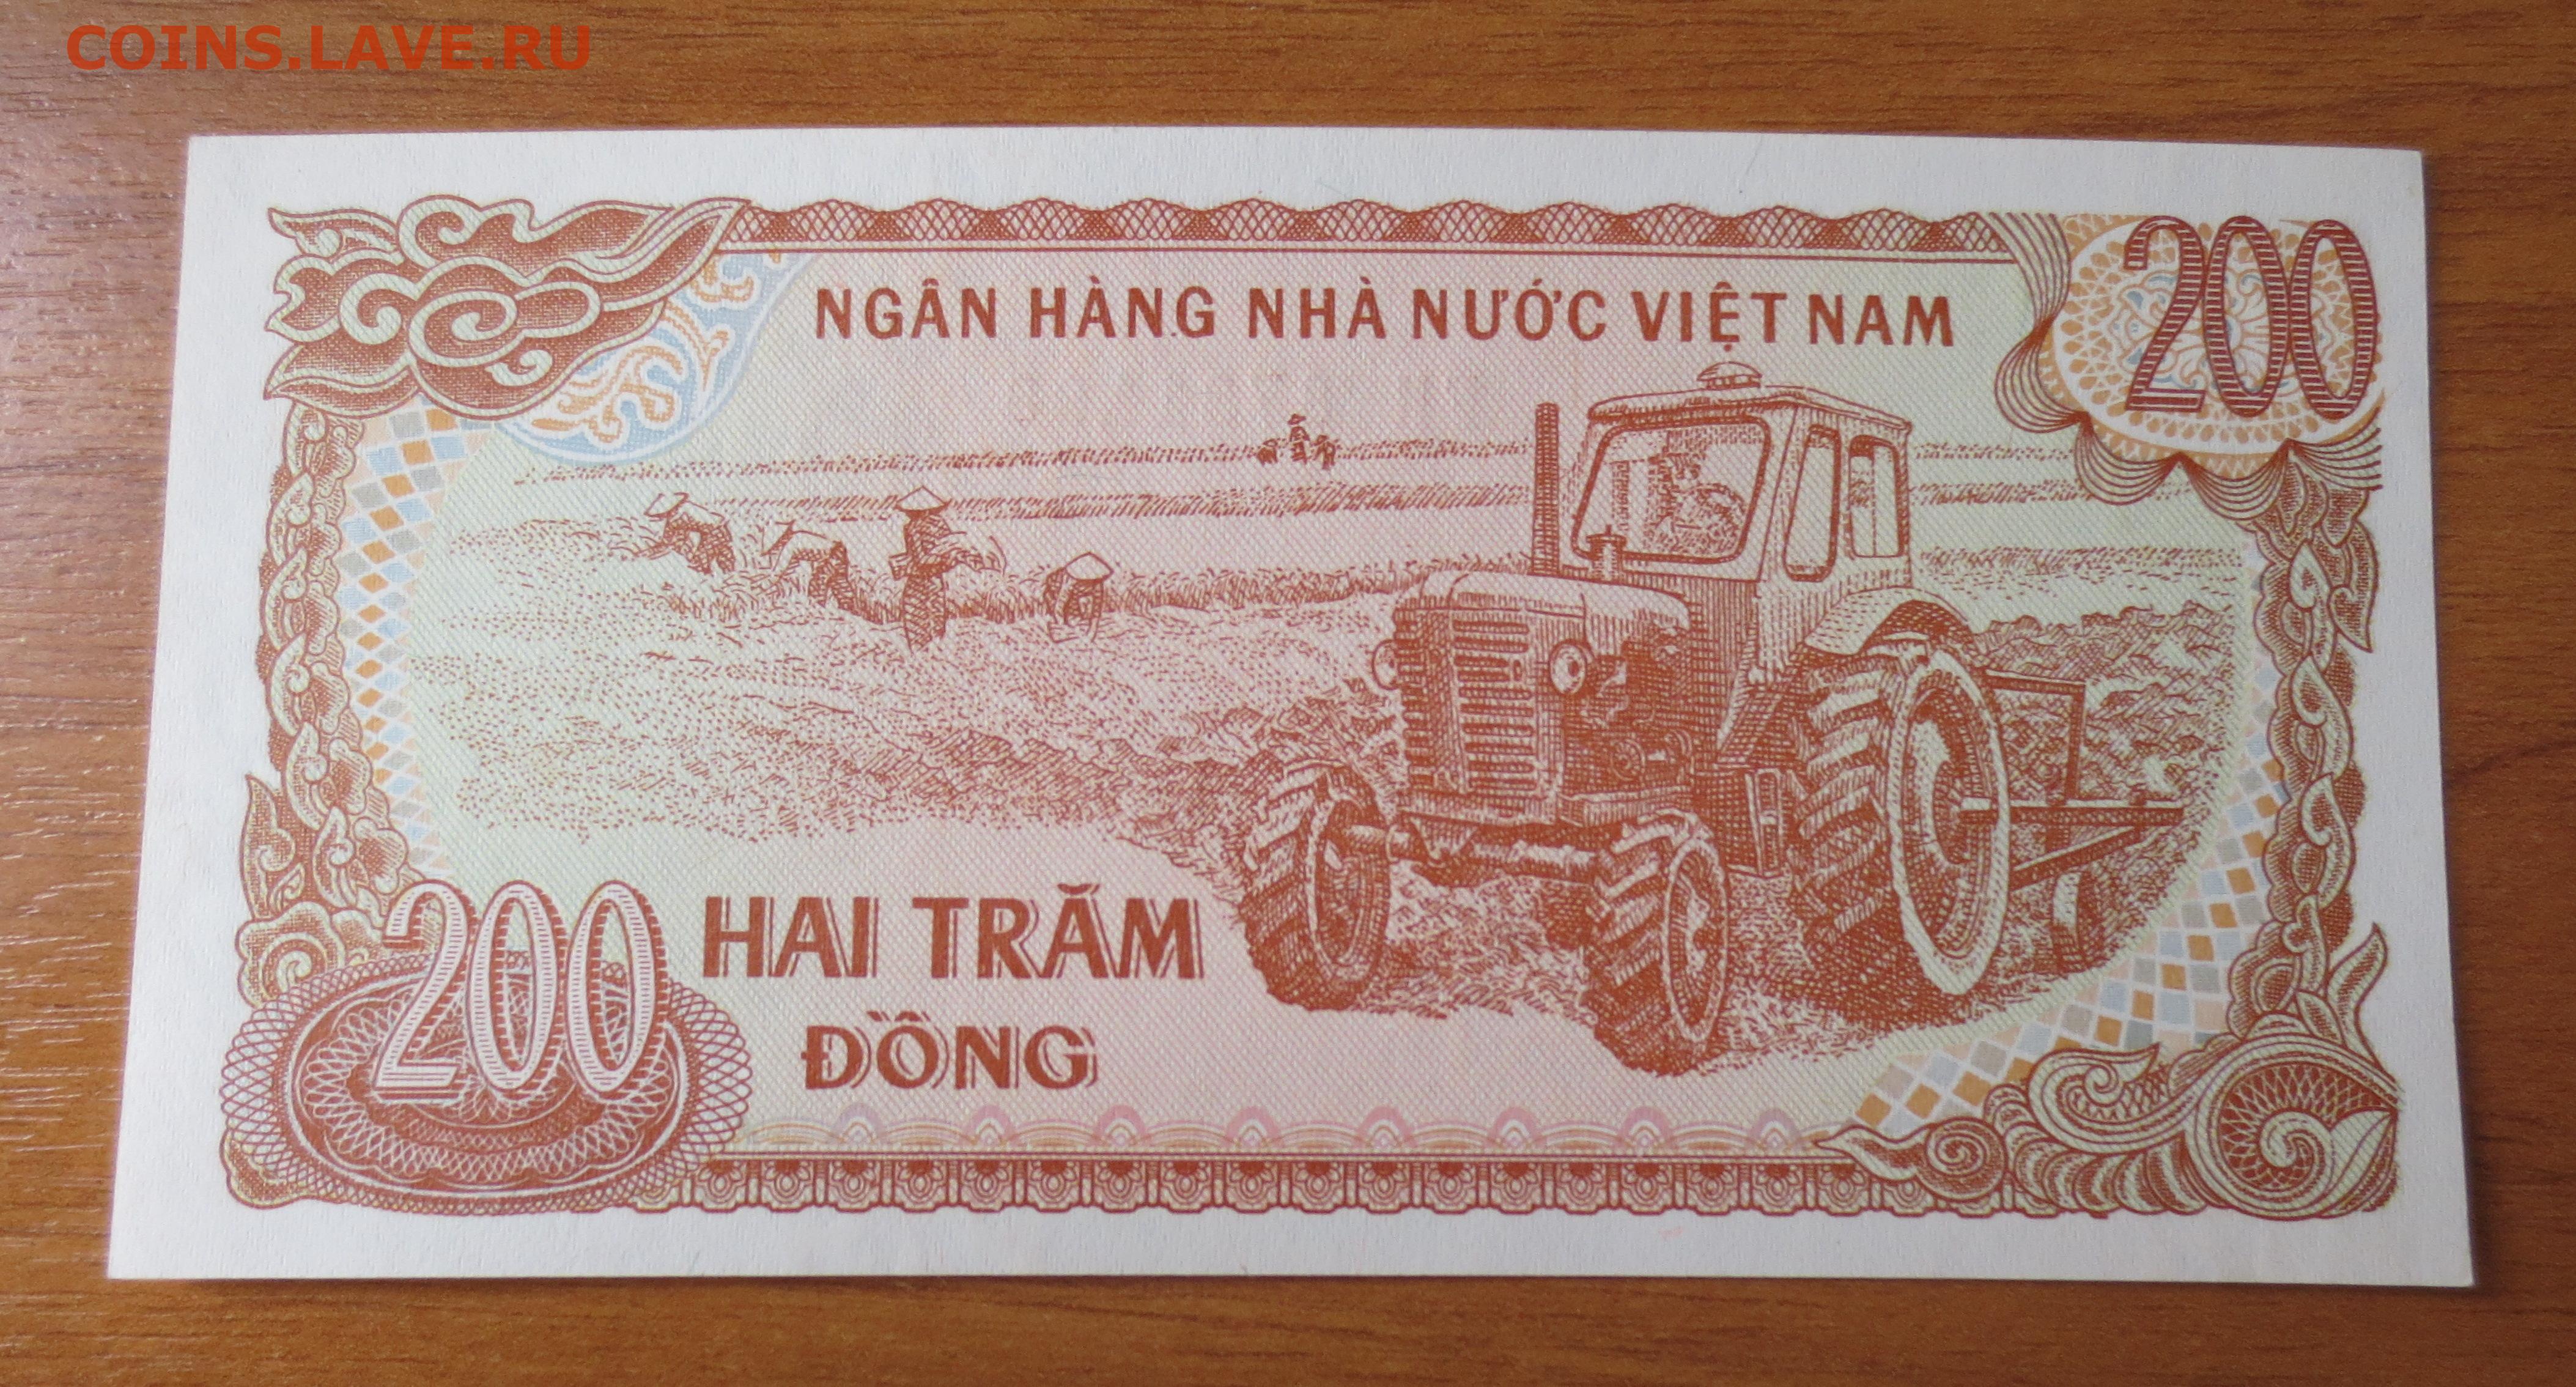 COINS.LAVE.RU
200
NGÂN HÀNG NHÀ NƯỚC VIỆT NAM
HAI TRĂM
ĐỒNG
200